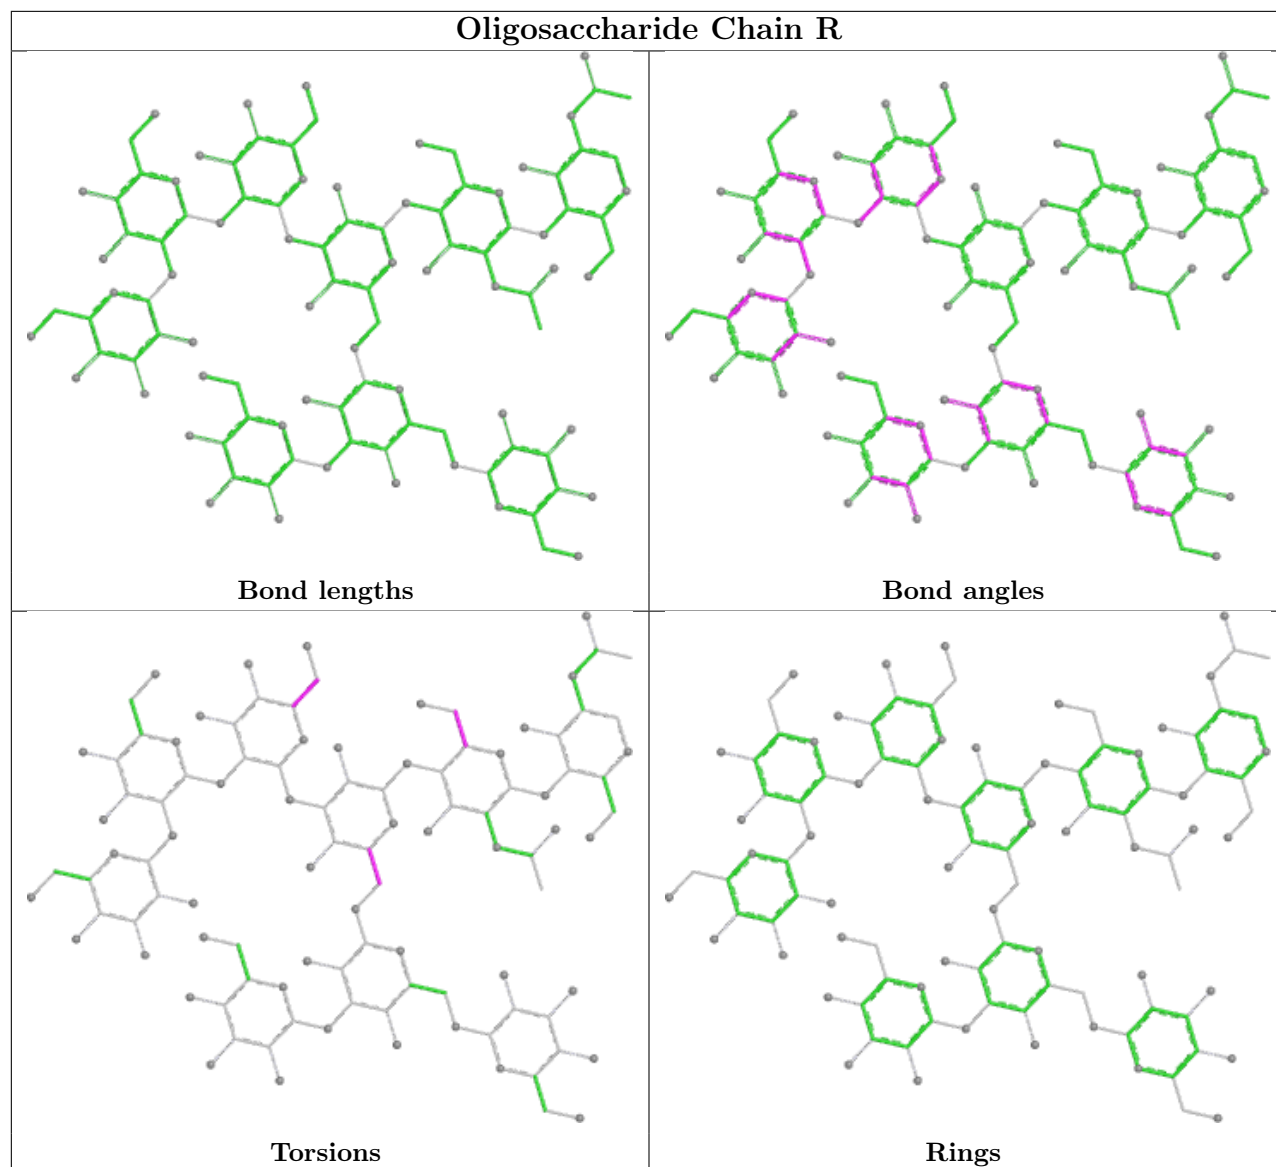 Oligosaccharide Chain R
Bond lengths
Bond angles
Torsions
Rings